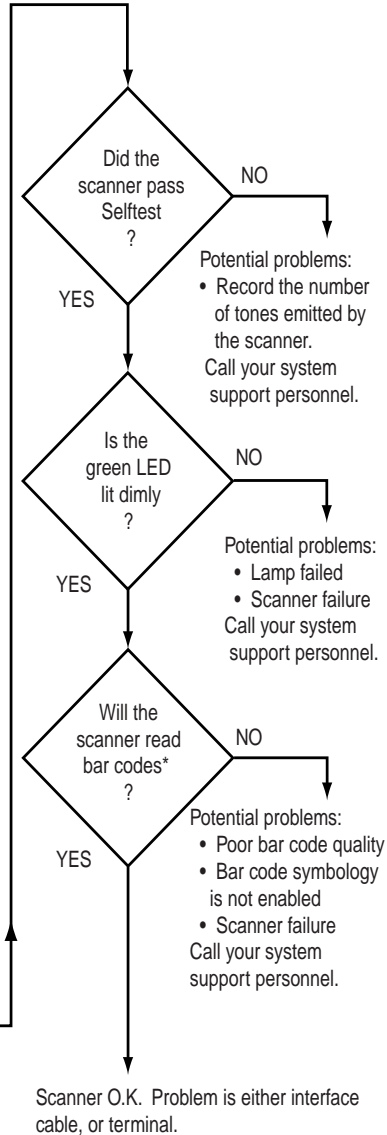 Did the
scanner pass
Selftest
?
NO
YES
Potential problems:
• Record the number
of tones emitted by
the scanner.
Call your system
support personnel.
Is the
green LED
lit dimly
?
NO
YES
Potential problems:
• Lamp failed
• Scanner failure
Call your system
support personnel.
Will the
scanner read
bar codes*
?
NO
YES
Potential problems:
• Poor bar code quality
• Bar code symbology
is not enabled
• Scanner failure
Call your system
support personnel.
Scanner O.K. Problem is either interface
cable, or terminal.